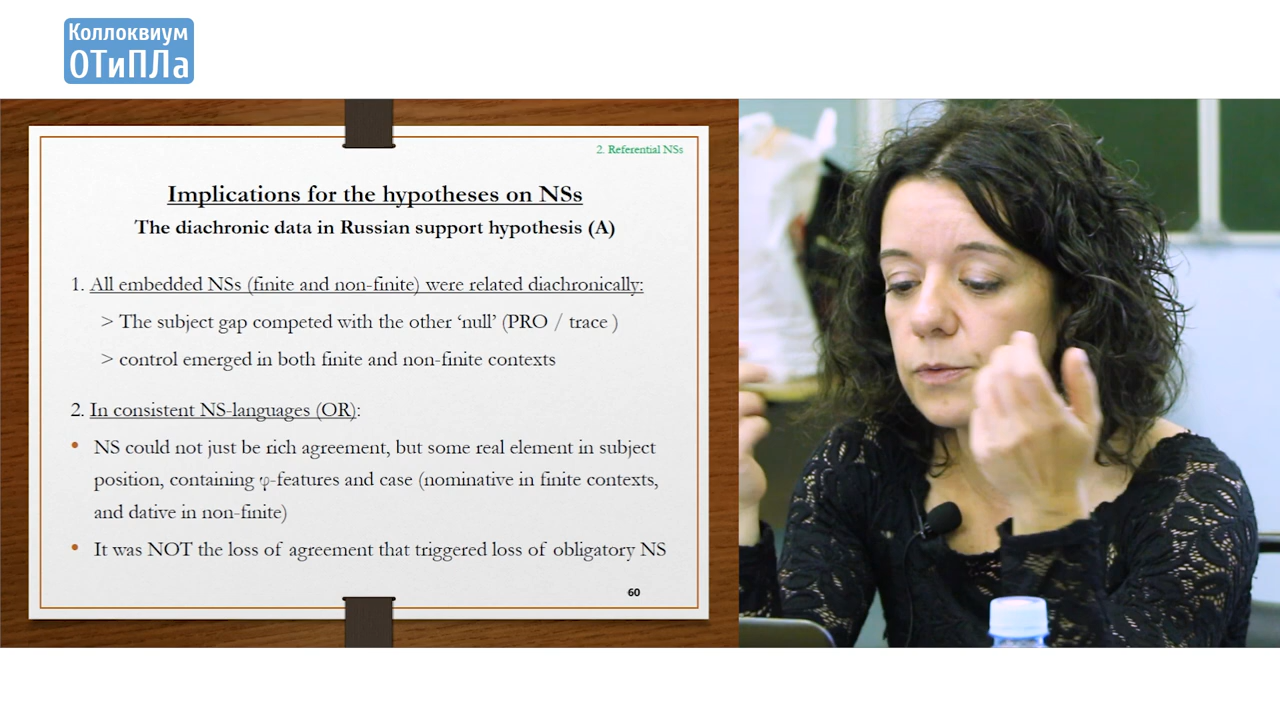 Коллоквиум
ОТиПЛа
2. Referential NSs
Implications for the hypotheses on NSs
The diachronic data in Russian support hypothesis (A)
1. All embedded NSs (finite and non-finite) were related diachronically:
> The subject gap competed with the other ‘null’ (PRO / trace )
> control emerged in both finite and non-finite contexts
2. In consistent NS-languages (OR):
• NS could not just be rich agreement, but some real element in subject
position, containing φ-features and case (nominative in finite contexts,
and dative in non-finite)
• It was NOT the loss of agreement that triggered loss of obligatory NS
60